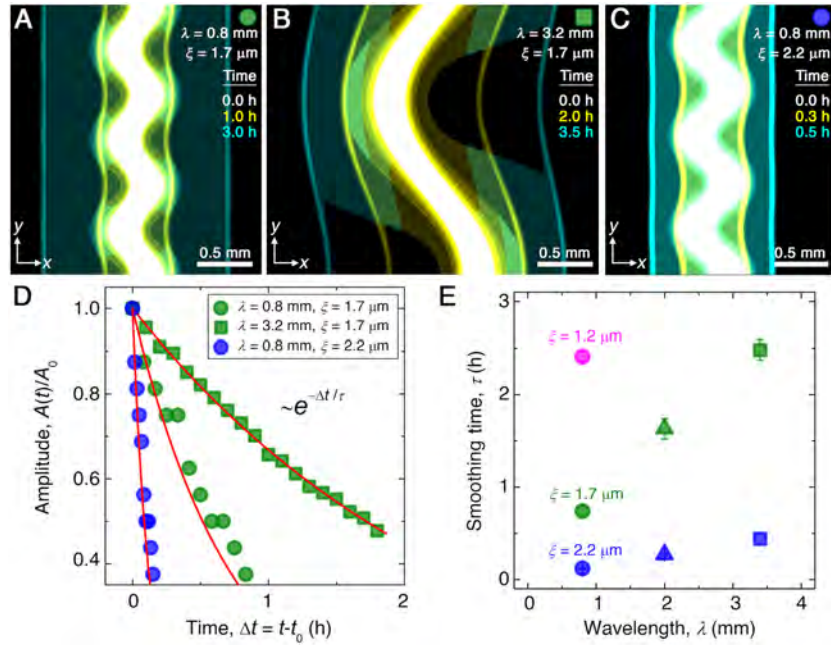 A
λ = 0.8 mm
ξ = 1.7 μm
Time
0.0 h
1.0 h
3.0 h
y
x
0.5 mm
B
λ = 3.2 mm
ξ = 1.7 μm
Time
0.0 h
2.0 h
3.5 h
y
x
0.5 mm
C
λ = 0.8 mm
ξ = 2.2 μm
Time
0.0 h
0.3 h
0.5 h
y
x
0.5 mm
D
λ = 0.8 mm, ξ = 1.7 μm
λ = 3.2 mm, ξ = 1.7 μm
λ = 0.8 mm, ξ = 2.2 μm
~e^{-Δt/τ}
Amplitude, A(t)/A₀
1.0
0.8
0.6
0.4
0
1
2
Time, Δt = t-t₀ (h)
E
Smoothing time, τ (h)
3
2
1
0
ξ = 1.2 μm
ξ = 1.7 μm
ξ = 2.2 μm
0
1
2
3
4
Wavelength, λ (mm)